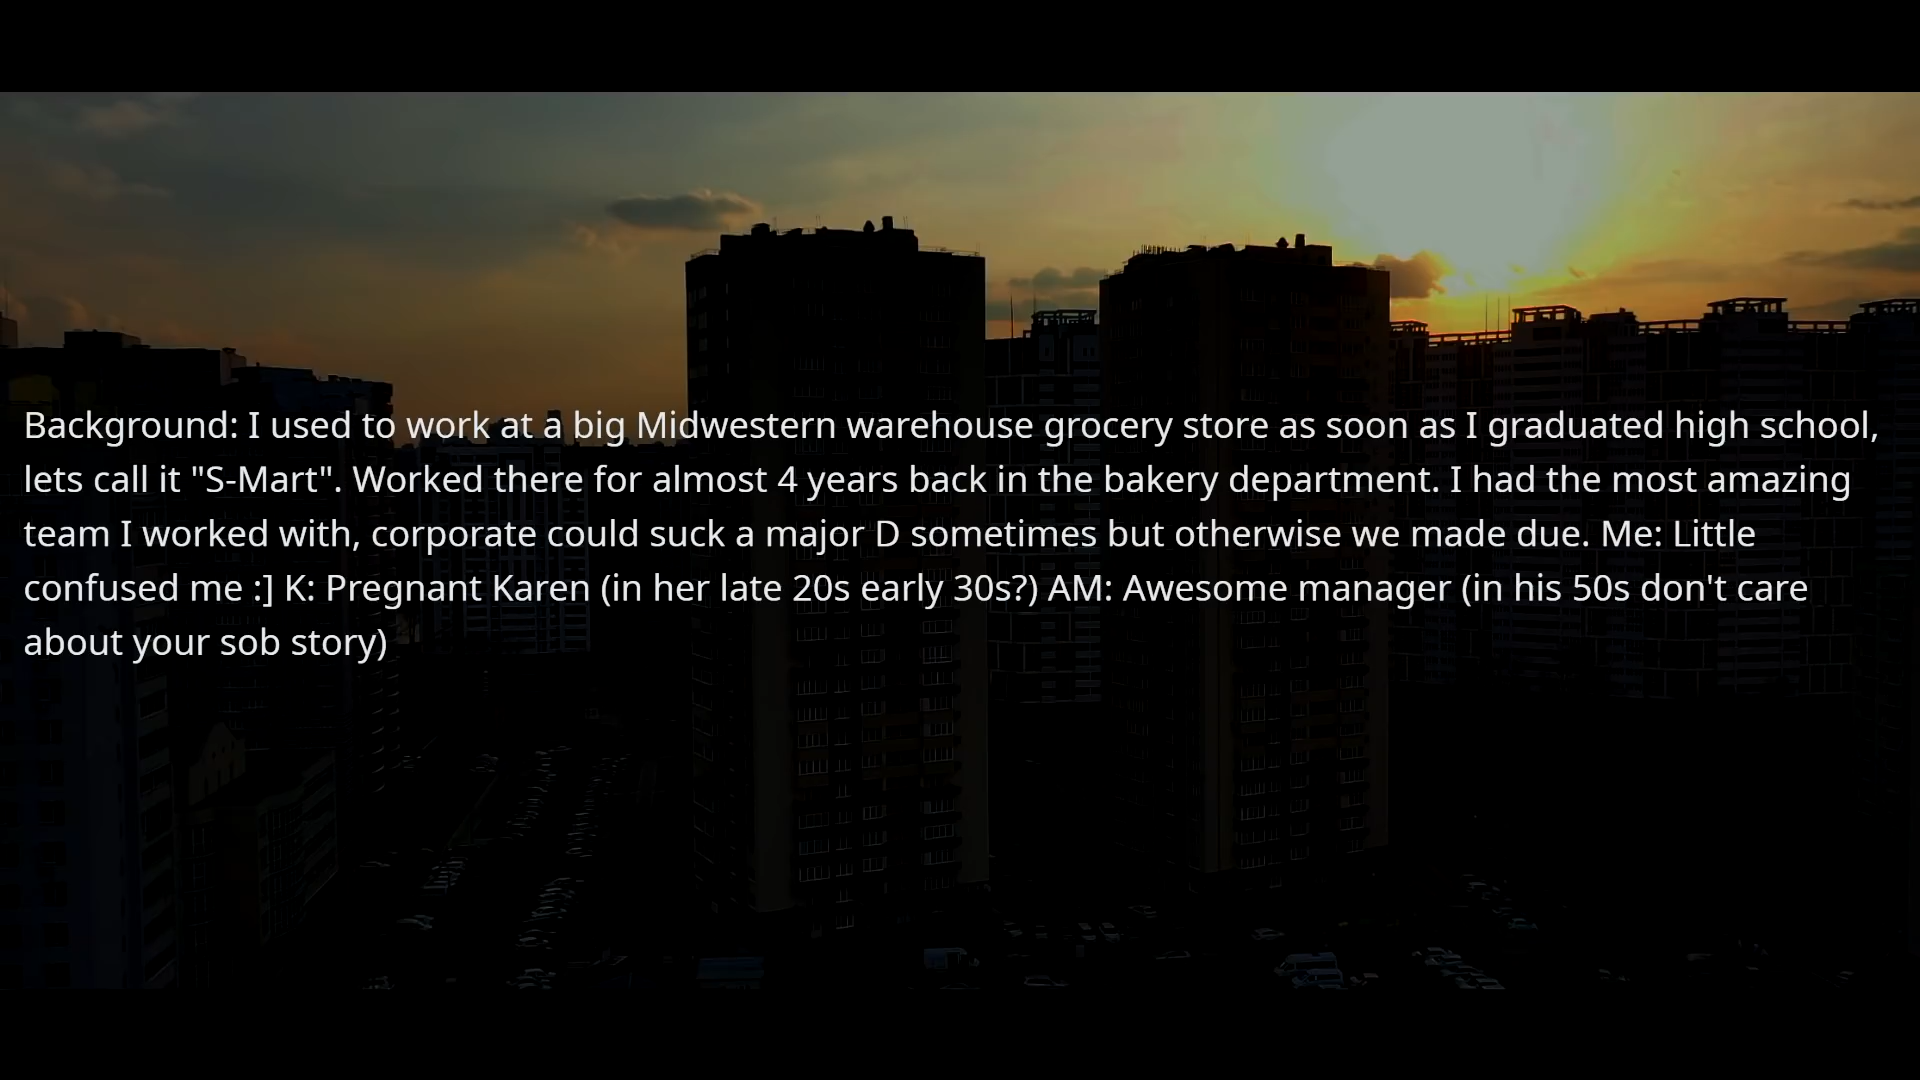 Background: I used to work at a big Midwestern warehouse grocery store as soon as I graduated high school,
lets call it "S-Mart". Worked there for almost 4 years back in the bakery department. I had the most amazing
team I worked with, corporate could suck a major D sometimes but otherwise we made due. Me: Little
confused me :] K: Pregnant Karen (in her late 20s early 30s?) AM: Awesome manager (in his 50s don't care
about your sob story)